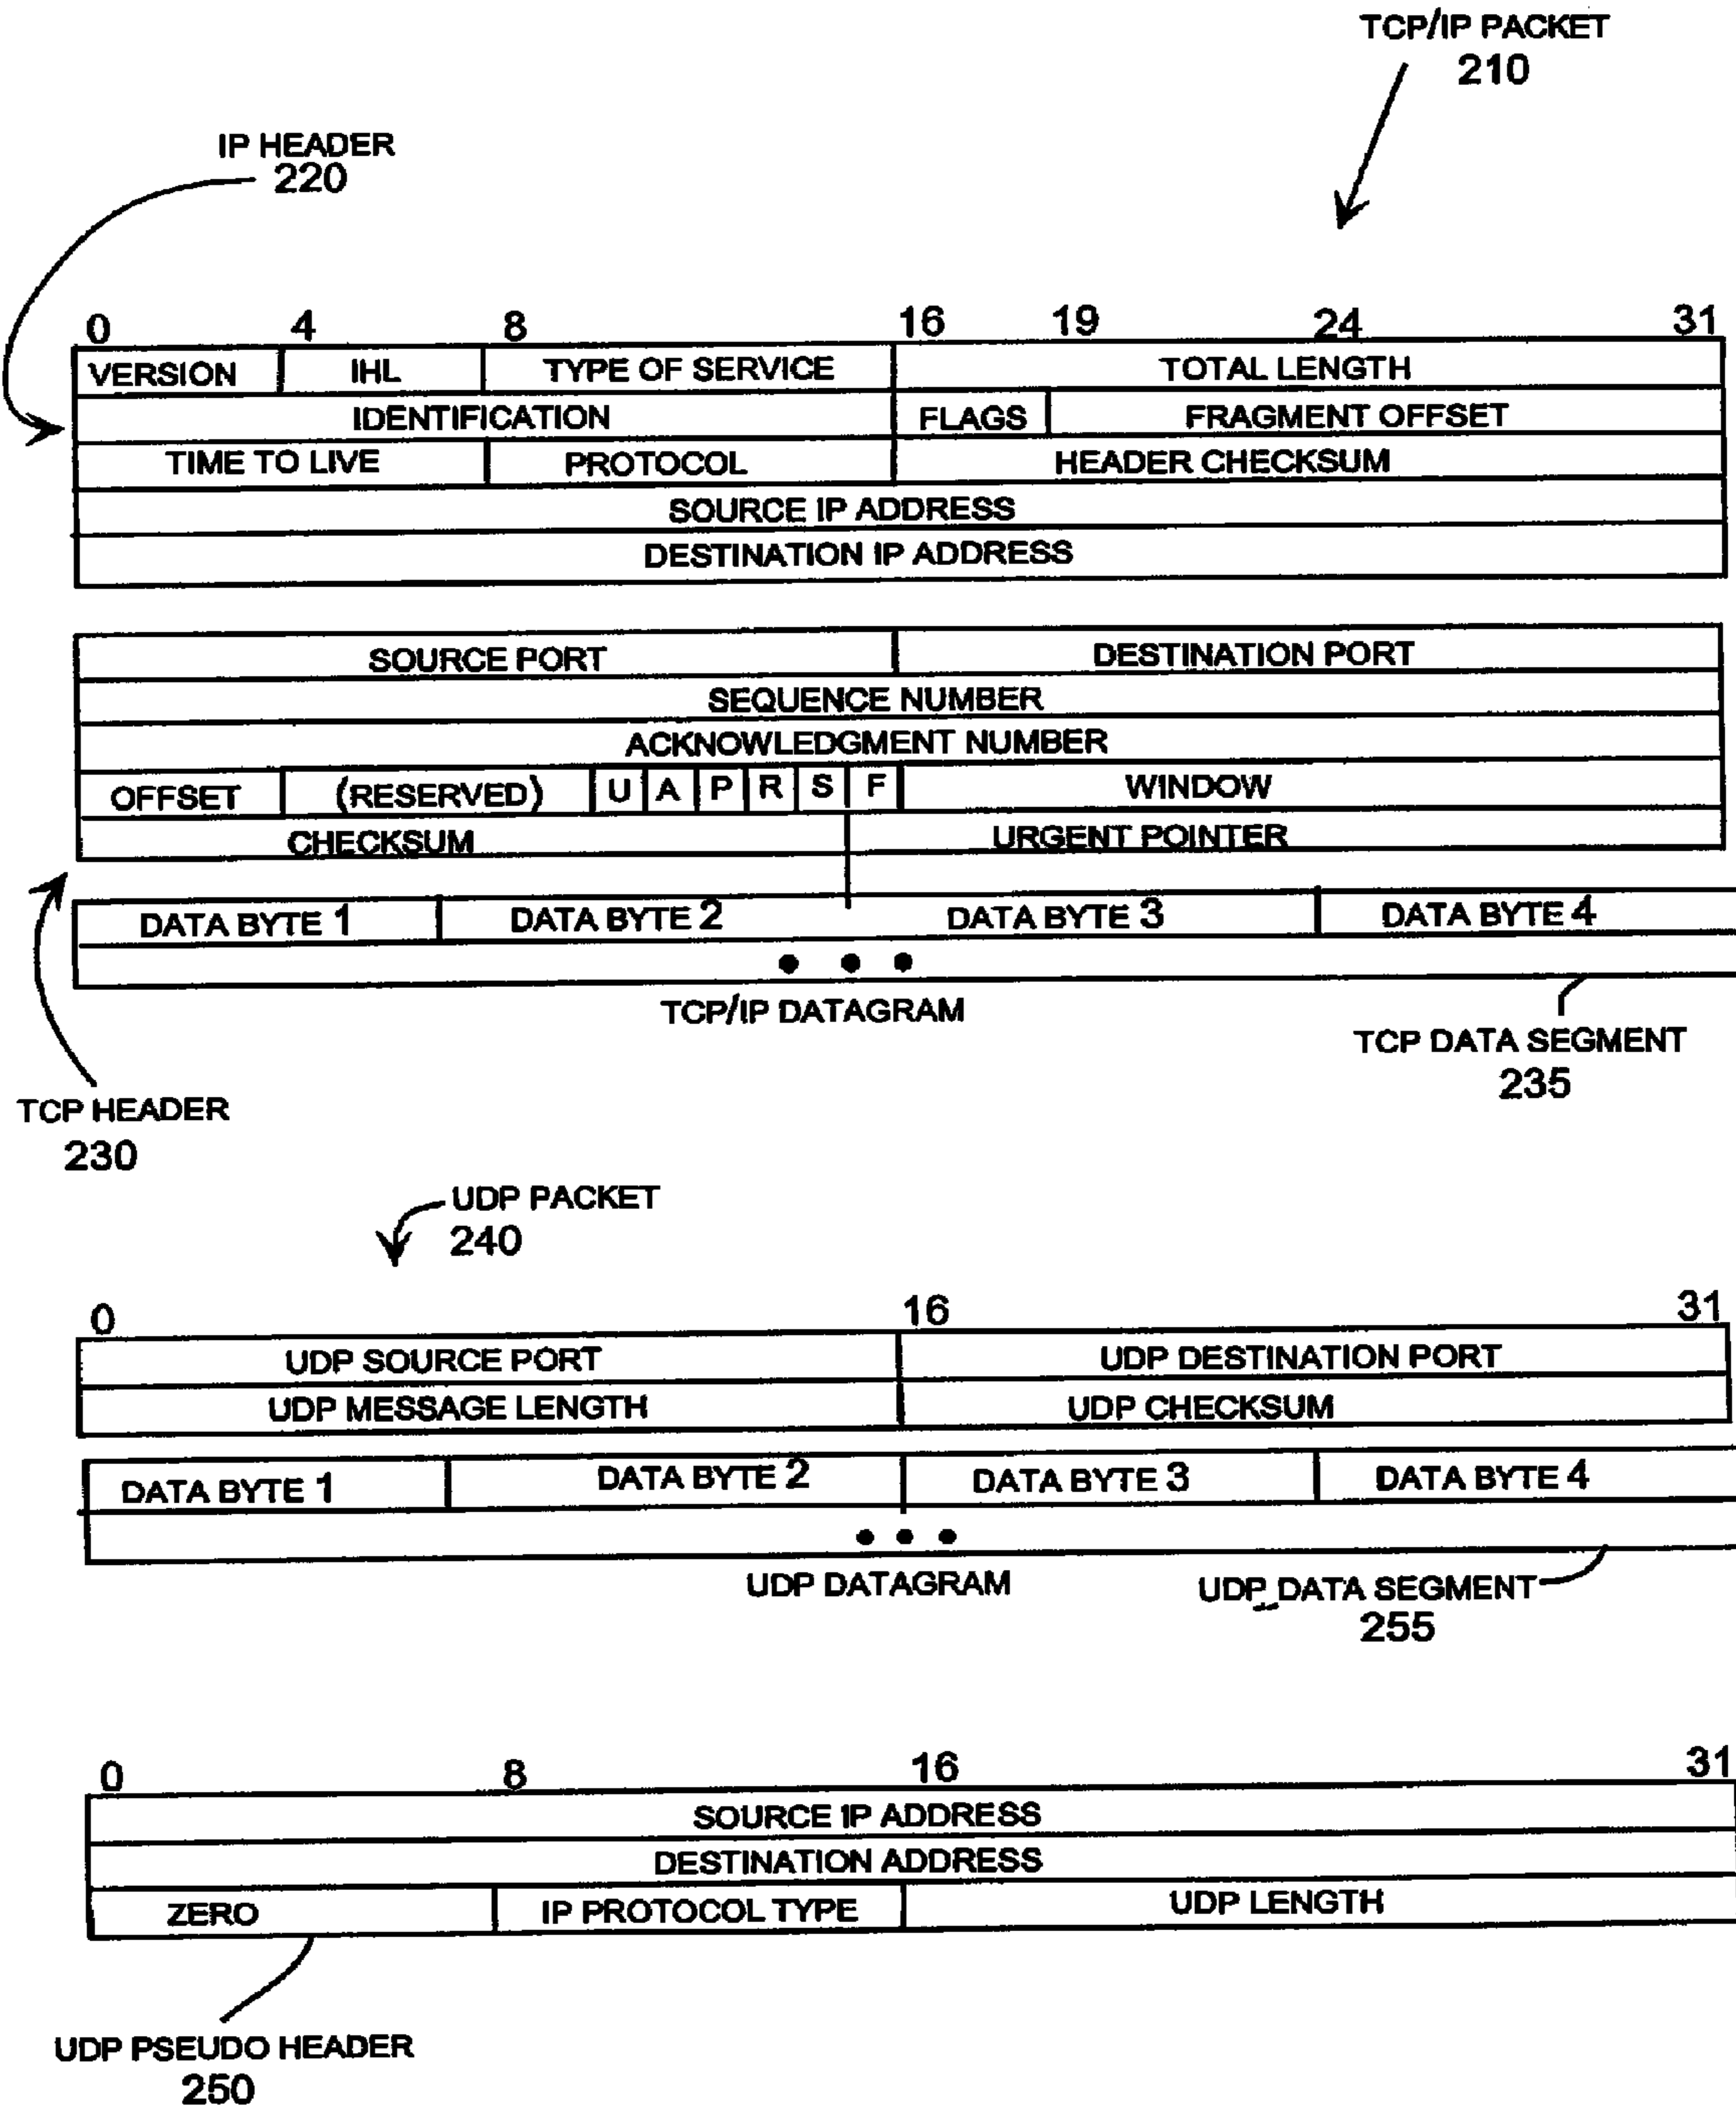 TCP/IP PACKET
210
IP HEADER
220
0 4 8 16 19 24 31
VERSION IHL TYPE OF SERVICE TOTAL LENGTH
IDENTIFICATION FLAGS FRAGMENT OFFSET
TIME TO LIVE PROTOCOL HEADER CHECKSUM
SOURCE IP ADDRESS
DESTINATION IP ADDRESS
SOURCE PORT DESTINATION PORT
SEQUENCE NUMBER
ACKNOWLEDGMENT NUMBER
OFFSET (RESERVED) U A P R S F WINDOW
CHECKSUM URGENT POINTER
DATA BYTE 1 DATA BYTE 2 DATA BYTE 3 DATA BYTE 4
• • •
TCP/IP DATAGRAM
TCP DATA SEGMENT
235
TCP HEADER
230
UDP PACKET
240
0 16 31
UDP SOURCE PORT UDP DESTINATION PORT
UDP MESSAGE LENGTH UDP CHECKSUM
DATA BYTE 1 DATA BYTE 2 DATA BYTE 3 DATA BYTE 4
• • •
UDP DATAGRAM
UDP DATA SEGMENT
255
0 8 16 31
SOURCE IP ADDRESS
DESTINATION ADDRESS
ZERO IP PROTOCOL TYPE UDP LENGTH
UDP PSEUDO HEADER
250